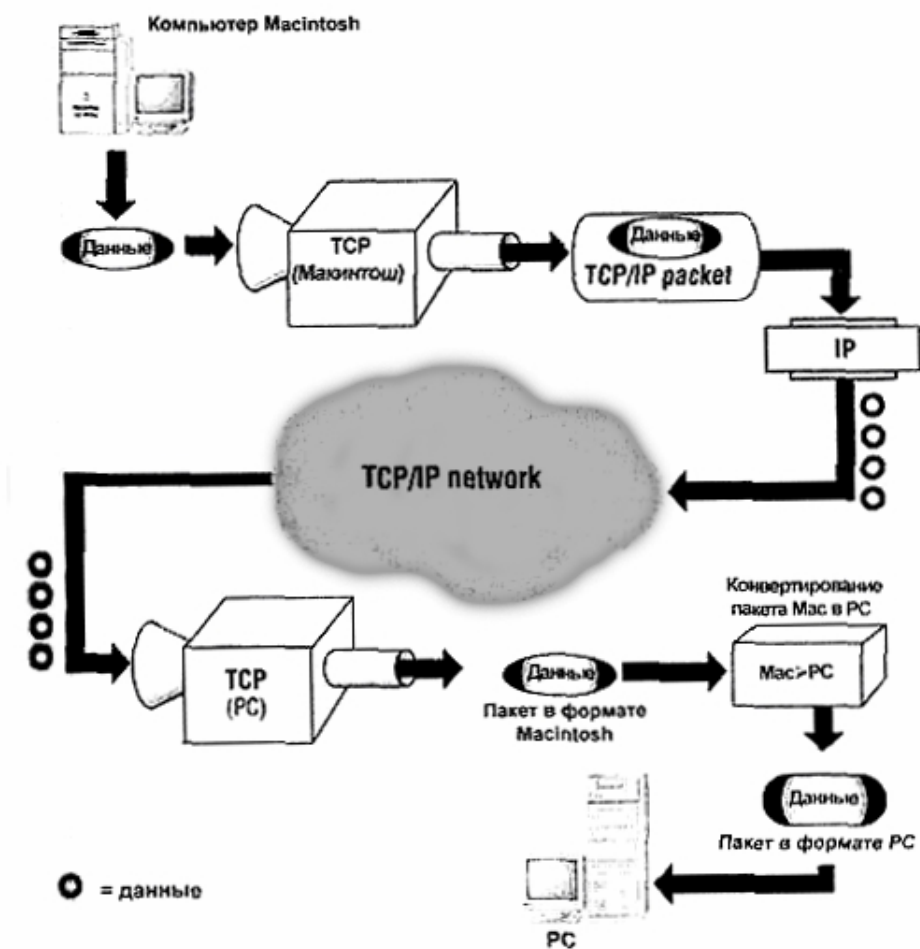 Компьютер Macintosh
Данные
TCP
(Макинтош)
Данные
TCP/IP packet
IP
TCP/IP network
Конвертирование
пакета Mac в PC
TCP
(PC)
Данные
Пакет в формате
Macintosh
Mac>PC
Данные
Пакет в формате PC
= данные
PC